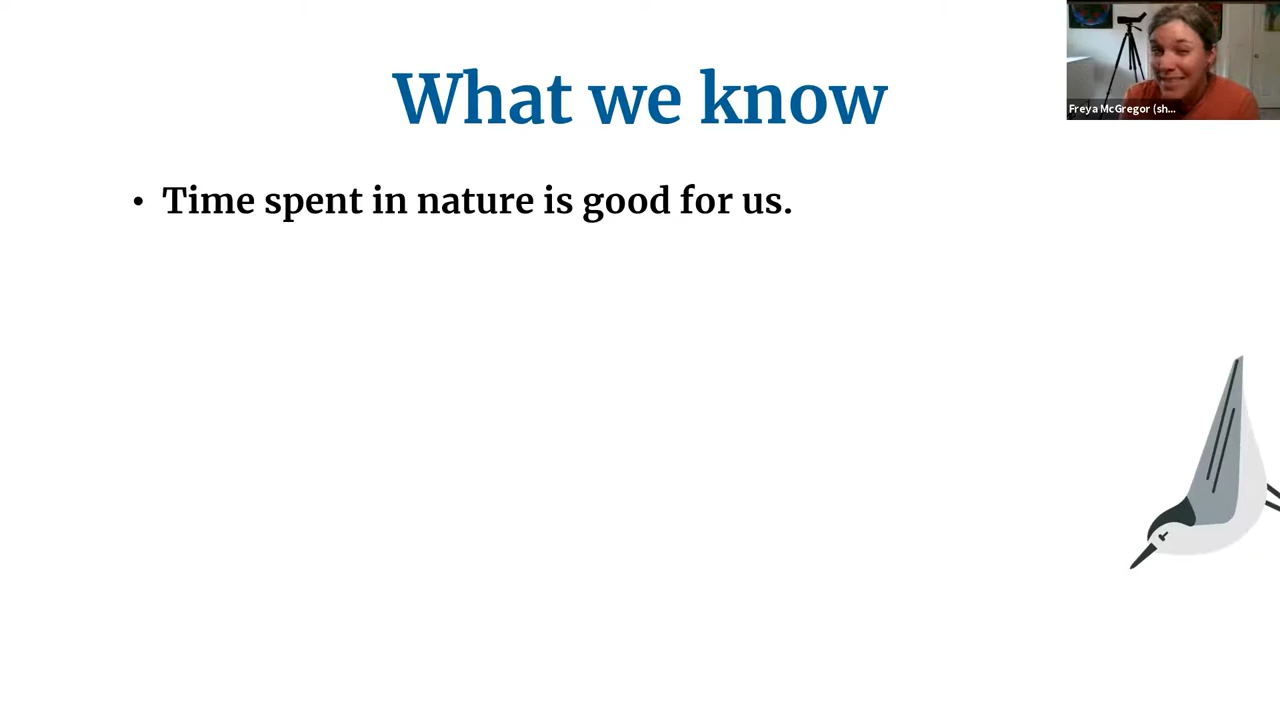 What we know
Freya McGregor (sh...
• Time spent in nature is good for us.